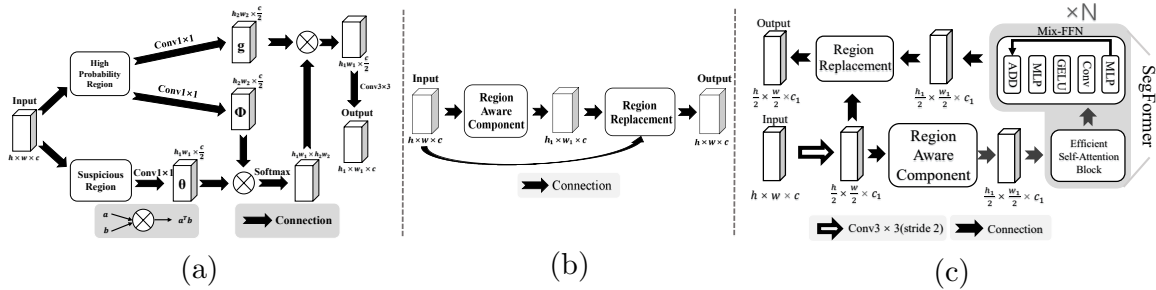 Input
h × w × c
High
Probability
Region
Suspicious
Region
Conv1×1
Conv1×1
Conv1×1
h₂w₂ × c/2
g
h₂w₂ × c/2
Φ
h₁w₁ × c/2
θ
Softmax
h₁w₁ × h₂w₂
h₁w₁ × c/2
Conv3×3
Output
h₁ × w₁ × c
a
b
aᵀb
Connection
(a)
Input
h × w × c
Region
Aware
Component
h₁ × w₁ × c
Region
Replacement
Output
h × w × c
Connection
(b)
Output
h/2 × w/2 × c₁
Region
Replacement
h₁/2 × w₁/2 × c₁
×N
Mix-FFN
ADD
MLP
GELU
Conv
MLP
SegFormer
Input
h × w × c
h/2 × w/2 × c₁
Region
Aware
Component
h₁/2 × w₁/2 × c₁
Efficient
Self-Attention
Block
Conv3 × 3(stride 2)
Connection
(c)